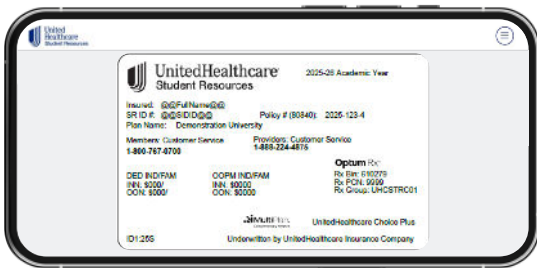 United
Healthcare
Student Resources
UnitedHealthcare
Student Resources
2025-26 Academic Year
Insured: @@FullName@@
SR ID #: @@SIDID@@ Policy # (80840): 2025-123-4
Plan Name: Demonstration University
Members: Customer Service
1-800-767-0700
Providers: Customer Service
1-888-224-4876
Optum Rx
DED IND/FAM
INN: $000/
OON: $000/
OOPM IND/FAM
INN: $0000
OON: $0000
Rx Bin: 610279
Rx PCN: 9999
Rx Group: UHCSTRC01
MultiPlan
UnitedHealthcare Choice Plus
ID1:25S
Underwritten by UnitedHealthcare Insurance Company